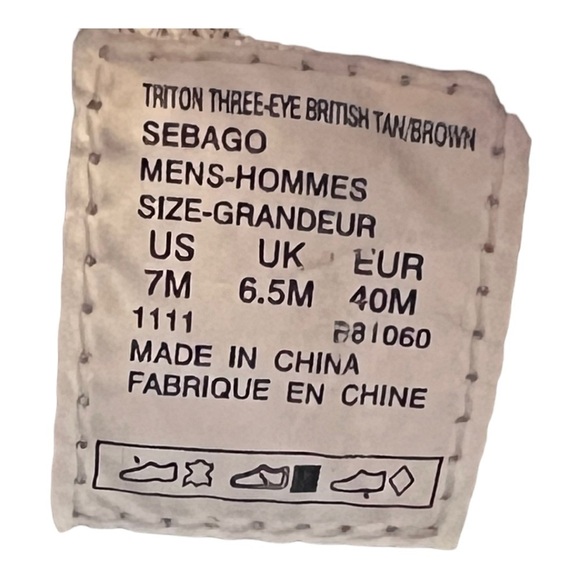 TRITON THREE-EYE BRITISH TAN/BROWN
SEBAGO
MENS-HOMMES
SIZE-GRANDEUR
US UK EUR
7M 6.5M 40M
1111 B81060
MADE IN CHINA
FABRIQUE EN CHINE